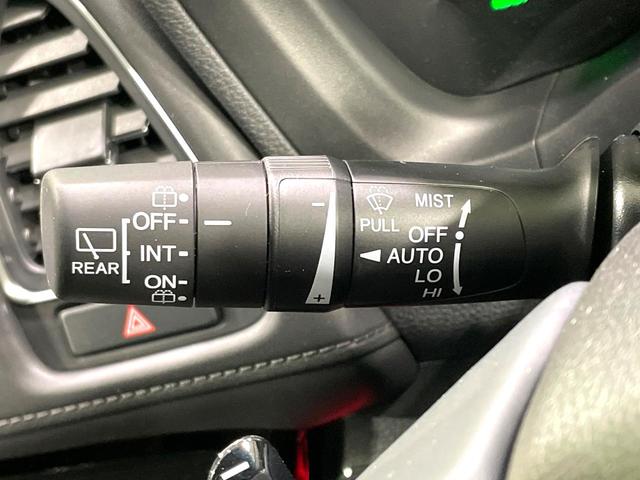 REAR
OFF
INT
ON
−
+
PULL
MIST
OFF
AUTO
LO
HI